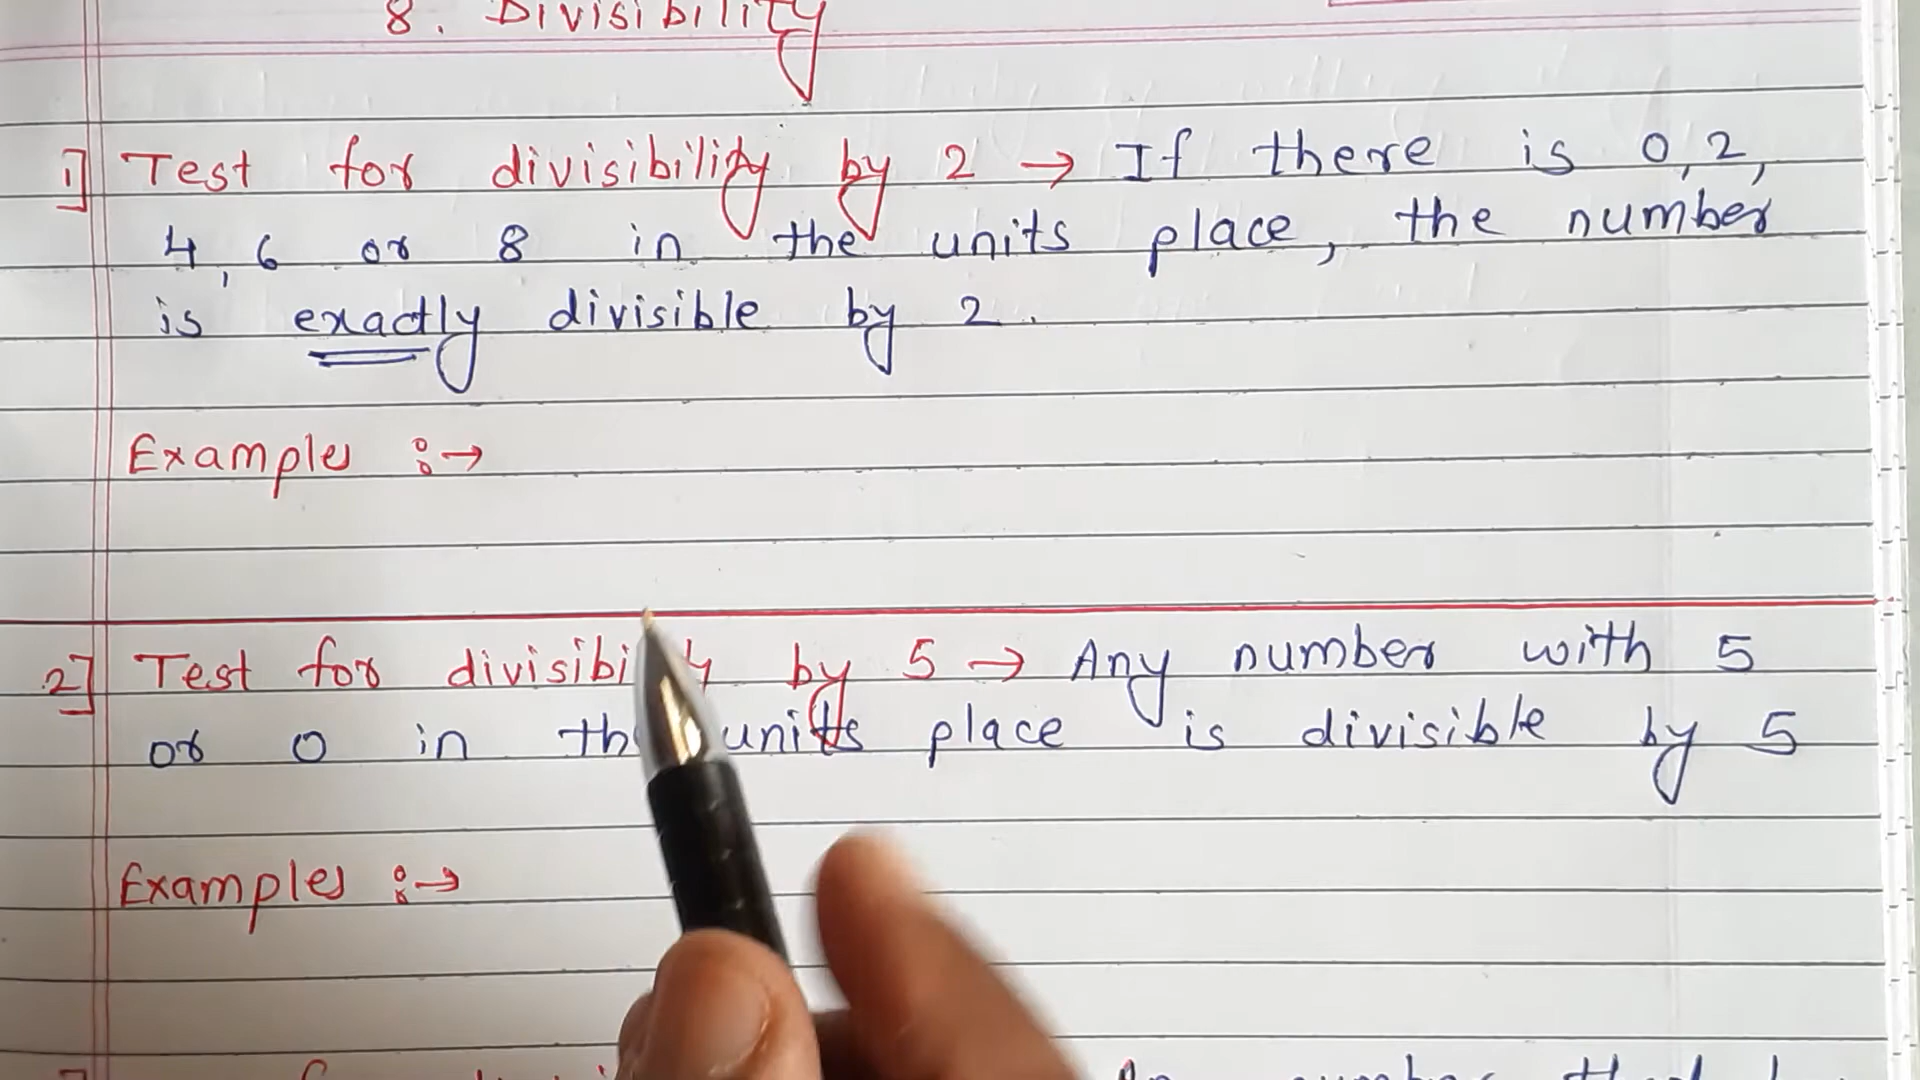 8. Divisibility
1] Test for divisibility by 2 → If there is 0, 2,
4, 6 or 8 in the units place, the number
is exactly divisible by 2.
Examples :→
2] Test for by 5 → Any number with 5
or 0 in units place is divisible by 5
Examples :→